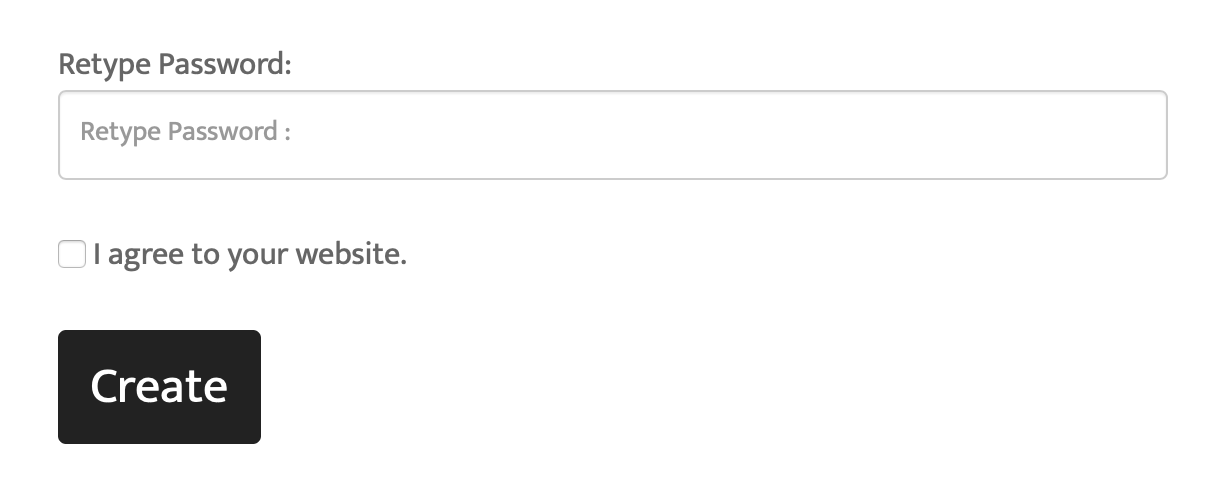 Retype Password:
Retype Password :
I agree to your website.
Create